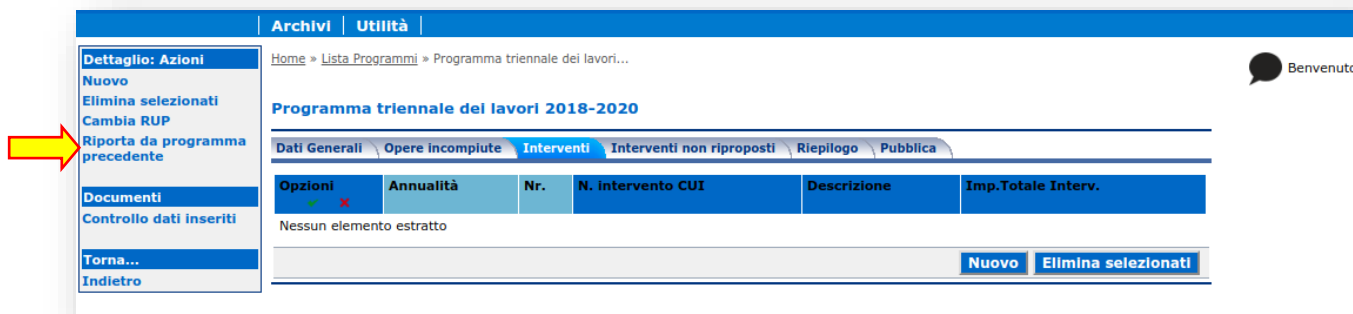 Archivi | Utilità |
Dettaglio: Azioni
Nuovo
Elimina selezionati
Cambia RUP
Riporta da programma
precedente
Documenti
Controllo dati inseriti
Torna...
Indietro
Home » Lista Programmi » Programma triennale dei lavori...
Benvenuto
Programma triennale dei lavori 2018-2020
Dati Generali Opere incompiute Interventi Interventi non riproposti Riepilogo Pubblica
Opzioni Annualità Nr. N. intervento CUI Descrizione Imp.Totale Interv.
Nessun elemento estratto
Nuovo Elimina selezionati